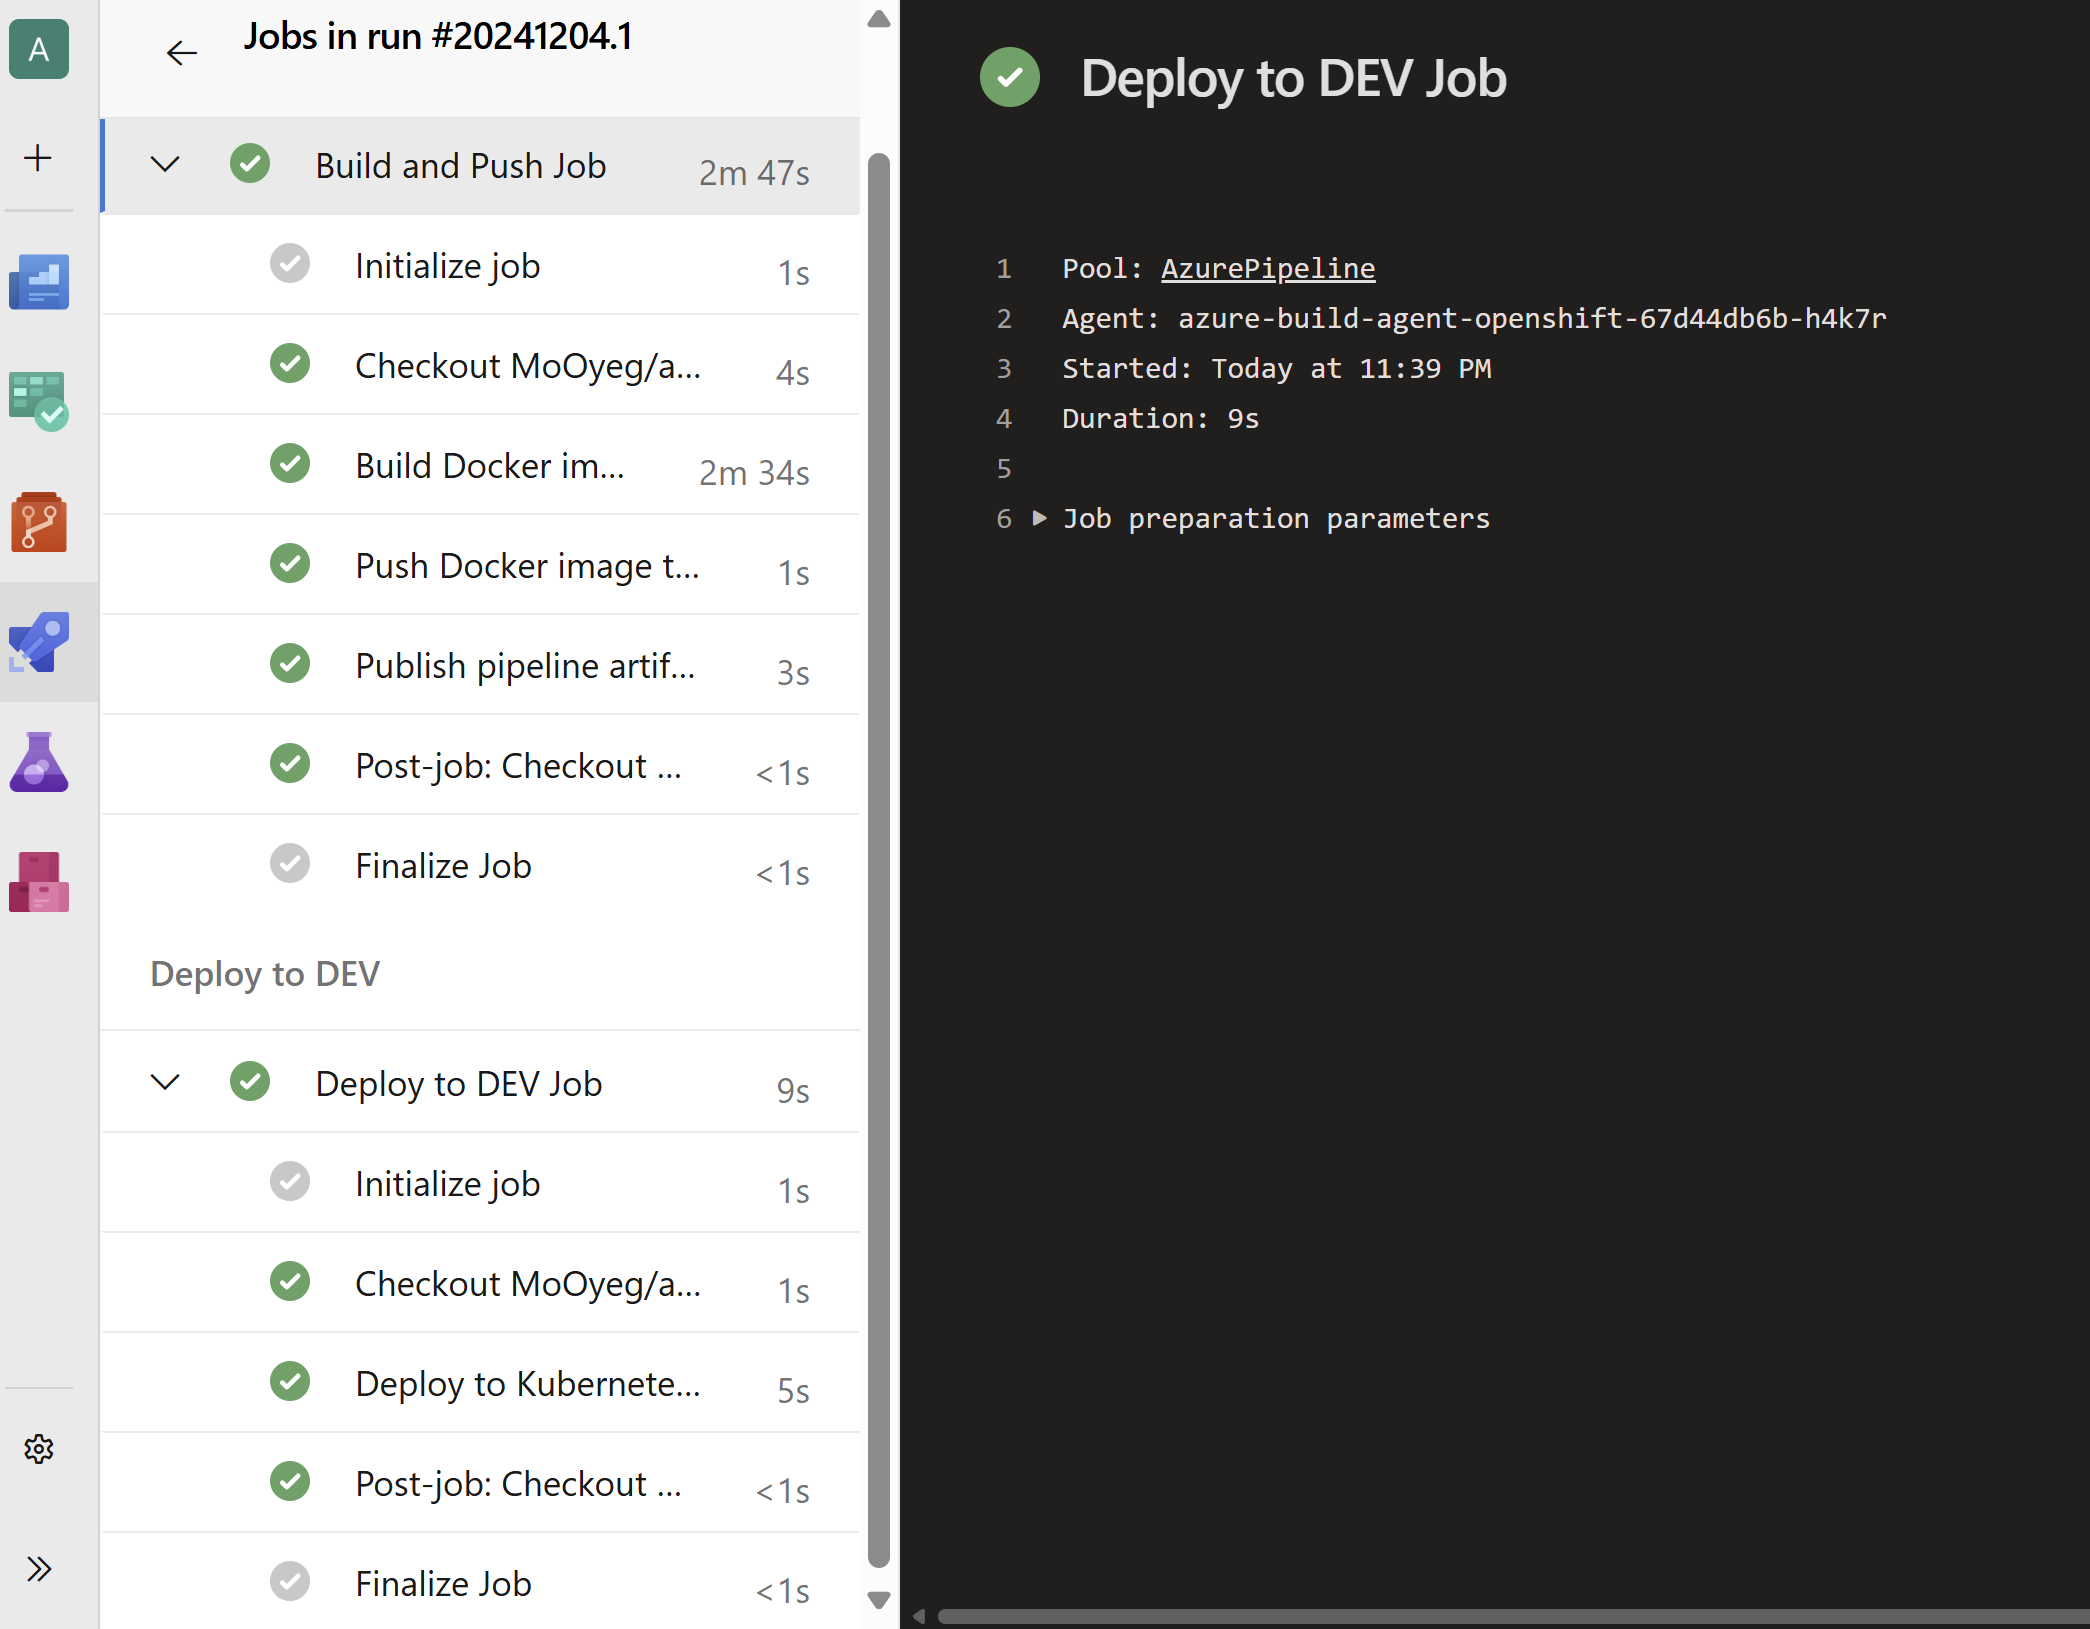 A
Jobs in run #20241204.1
Build and Push Job 2m 47s
Initialize job 1s
Checkout MoOyeg/a... 4s
Build Docker im... 2m 34s
Push Docker image t... 1s
Publish pipeline artif... 3s
Post-job: Checkout ... <1s
Finalize Job <1s
Deploy to DEV
Deploy to DEV Job 9s
Initialize job 1s
Checkout MoOyeg/a... 1s
Deploy to Kubernete... 5s
Post-job: Checkout ... <1s
Finalize Job <1s
Deploy to DEV Job
1 Pool: AzurePipeline
2 Agent: azure-build-agent-openshift-67d44db6b-h4k7r
3 Started: Today at 11:39 PM
4 Duration: 9s
5
6 Job preparation parameters